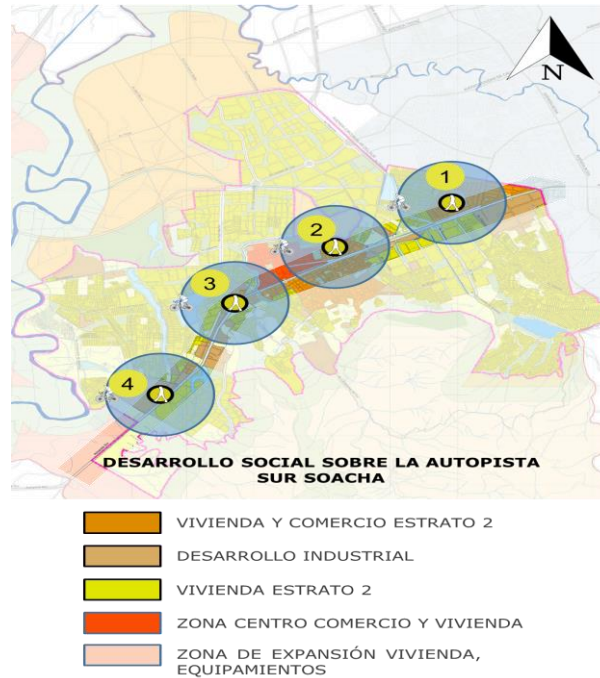 N
1
2
3
4
DESARROLLO SOCIAL SOBRE LA AUTOPISTA
SUR SOACHA
VIVIENDA Y COMERCIO ESTRATO 2
DESARROLLO INDUSTRIAL
VIVIENDA ESTRATO 2
ZONA CENTRO COMERCIO Y VIVIENDA
ZONA DE EXPANSIÓN VIVIENDA,
EQUIPAMIENTOS